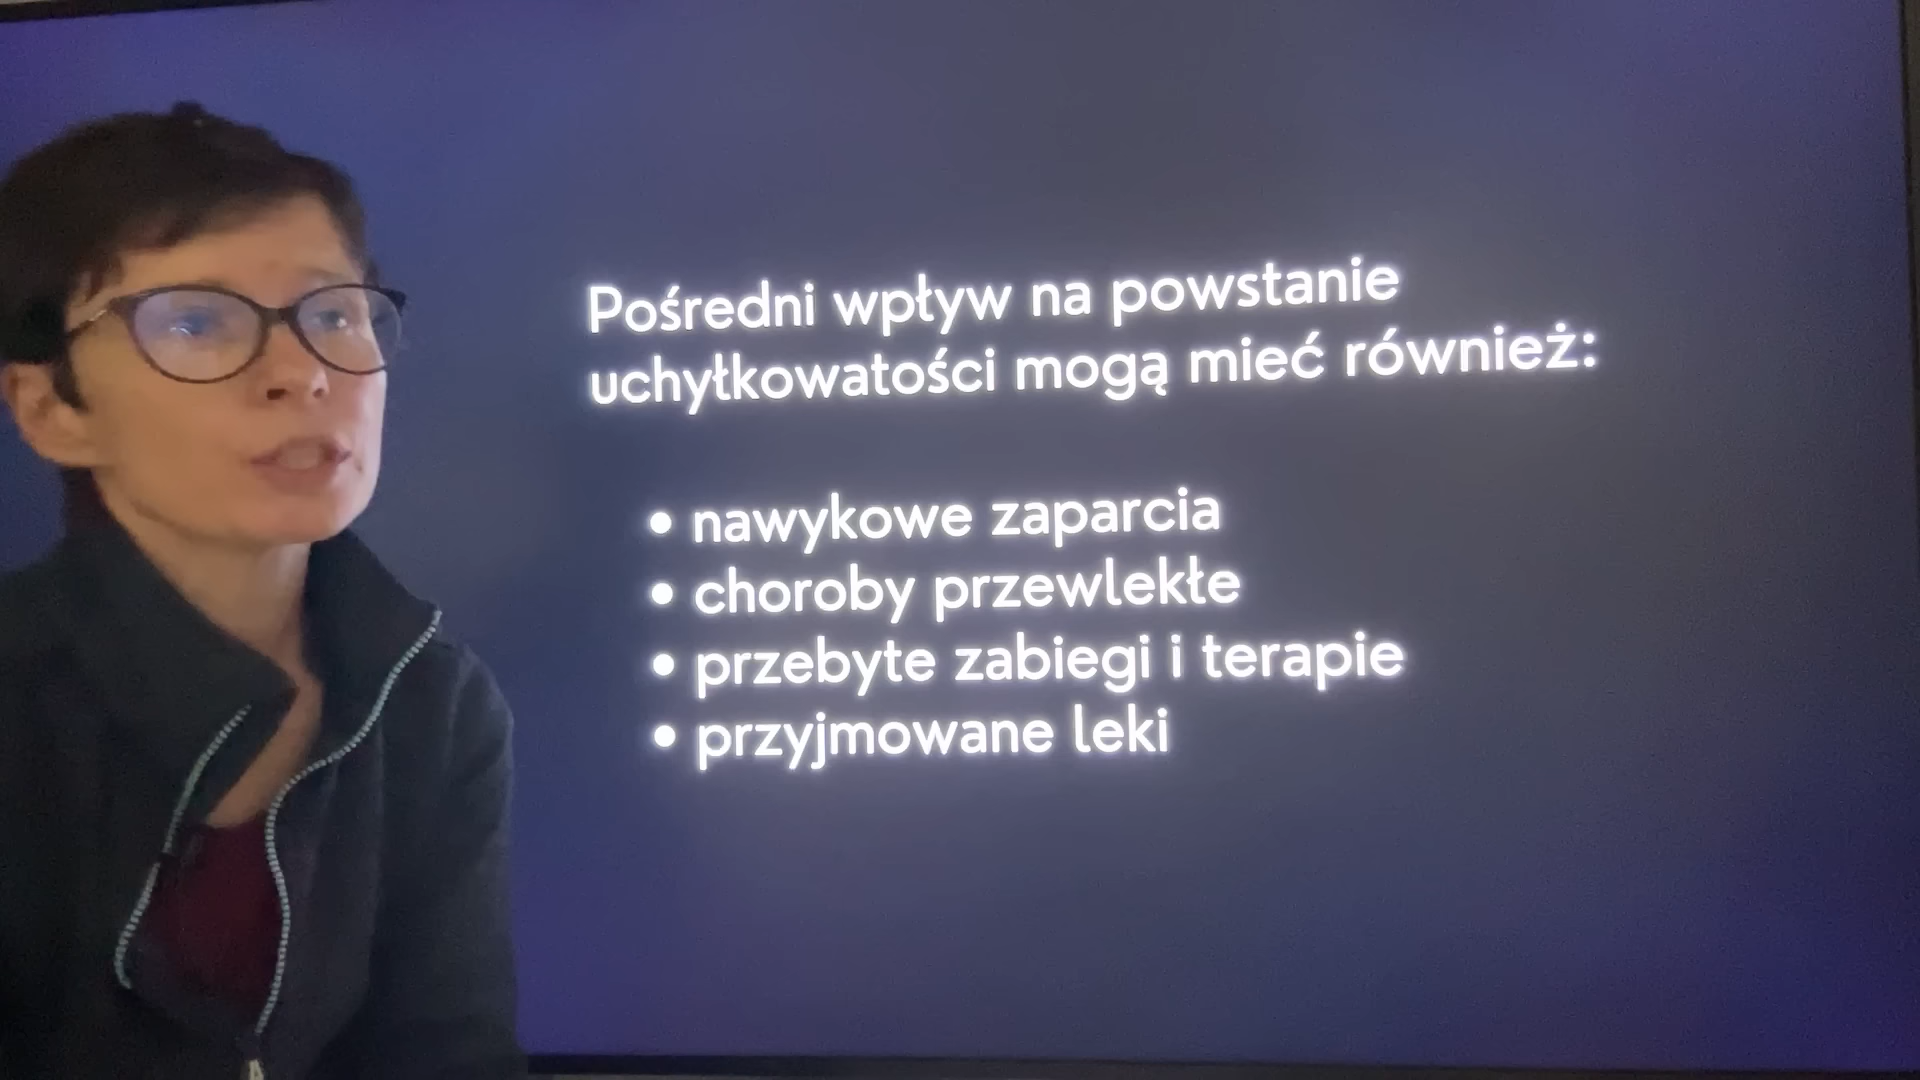 Pośredni wpływ na powstanie
uchyłkowatości mogą mieć również:
• nawykowe zaparcia
• choroby przewlekłe
• przebyte zabiegi i terapie
• przyjmowane leki